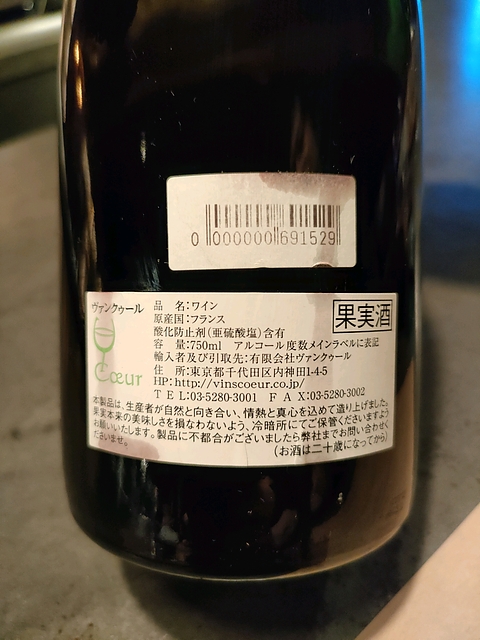 0 000000 691529
ヴァンクゥール
Cœur
品 名:ワイン
原産国:フランス
酸化防止剤(亜硫酸塩)含有
容 量:750ml アルコール度数メインラベルに表記
輸入者及び引取先:有限会社ヴァンクゥール
住 所:東京都千代田区内神田1-4-5
HP:http://vinscoeur.co.jp/
TEL:03-5280-3001 FAX:03-5280-3002
果実酒
本製品は、生産者が自然と向き合い、情熱と真心を込めて造り上げました。
果実本来の美味しさを損なわないよう、冷暗所にてご保管くださいますよう
お願いいたします。製品に不都合がございましたら弊社までお問い合わせく
ださいませ。
(お酒は二十歳になってから)